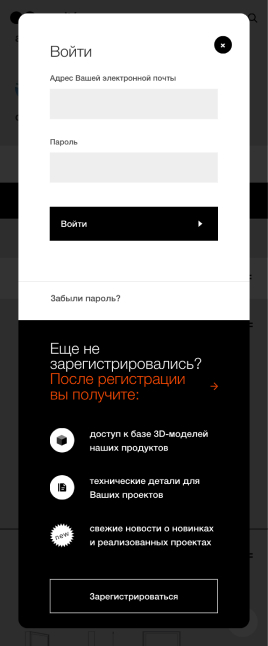 Войти
Адрес Вашей электронной почты
Пароль
Войти
Забыли пароль?
Еще не
зарегистрировались?
После регистрации
вы получите:
доступ к базе 3D-моделей
наших продуктов
технические детали для
Ваших проектов
new
свежие новости о новинках
и реализованных проектах
Зарегистрироваться